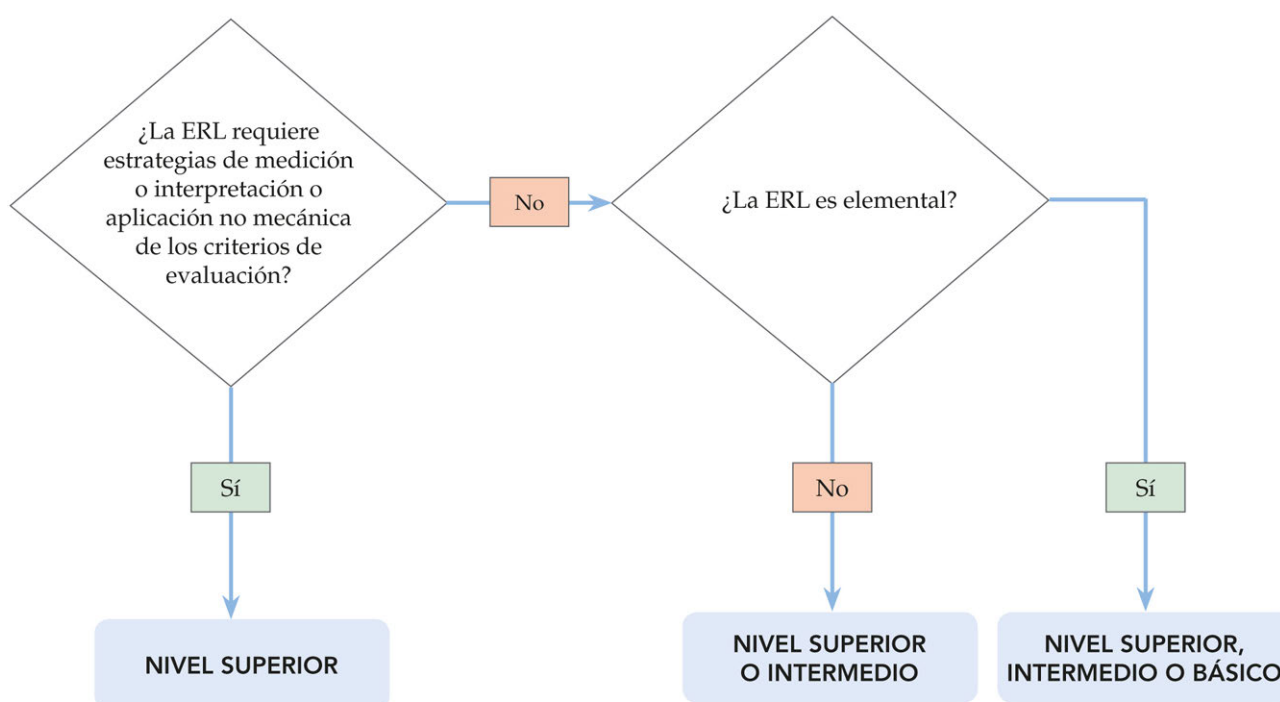 ¿La ERL requiere
estrategias de medición
o interpretación o
aplicación no mecánica
de los criterios de
evaluación?
No
¿La ERL es elemental?
Sí
No
Sí
NIVEL SUPERIOR
NIVEL SUPERIOR
O INTERMEDIO
NIVEL SUPERIOR,
INTERMEDIO O BÁSICO